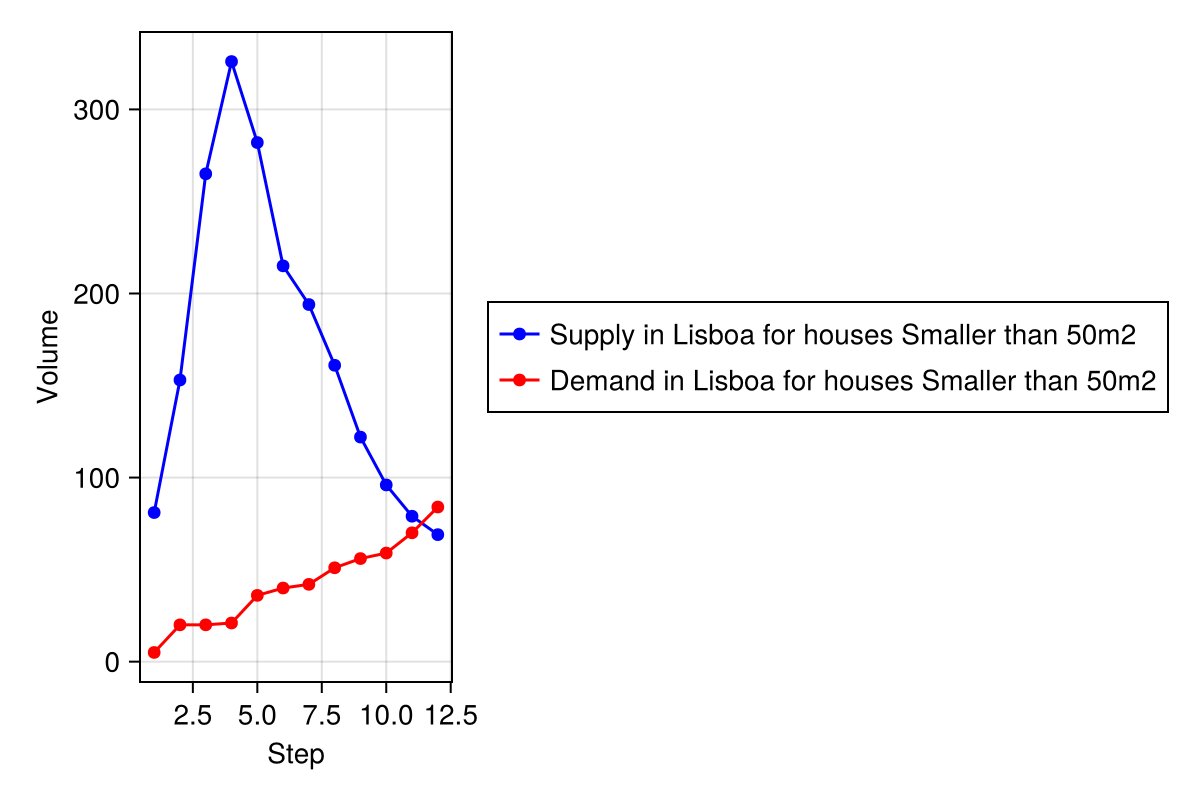 300
200
100
0
Volume
2.5 5.0 7.5 10.0 12.5
Step
Supply in Lisboa for houses Smaller than 50m2
Demand in Lisboa for houses Smaller than 50m2